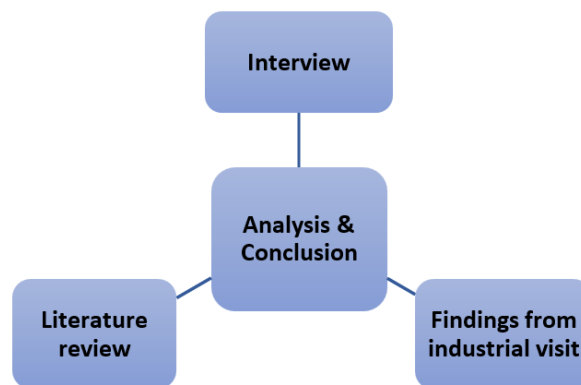 Interview
Analysis &
Conclusion
Literature
review
Findings from
industrial visit